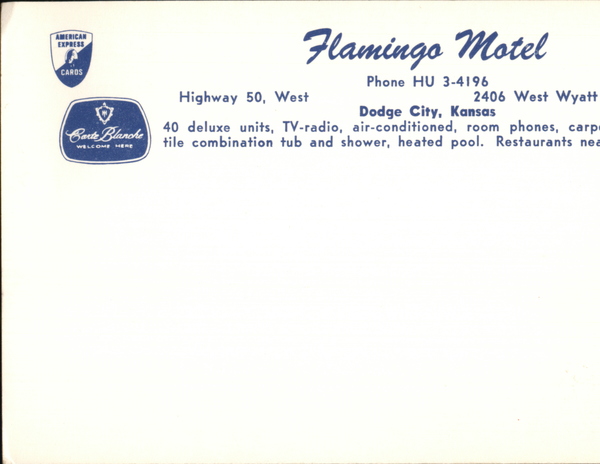 AMERICAN
EXPRESS
CARDS
Flamingo Motel
Phone HU 3-4196
Highway 50, West 2406 West Wyatt
Dodge City, Kansas
Carte Blanche
WELCOME HERE
40 deluxe units, TV-radio, air-conditioned, room phones, carpe
tile combination tub and shower, heated pool. Restaurants nea